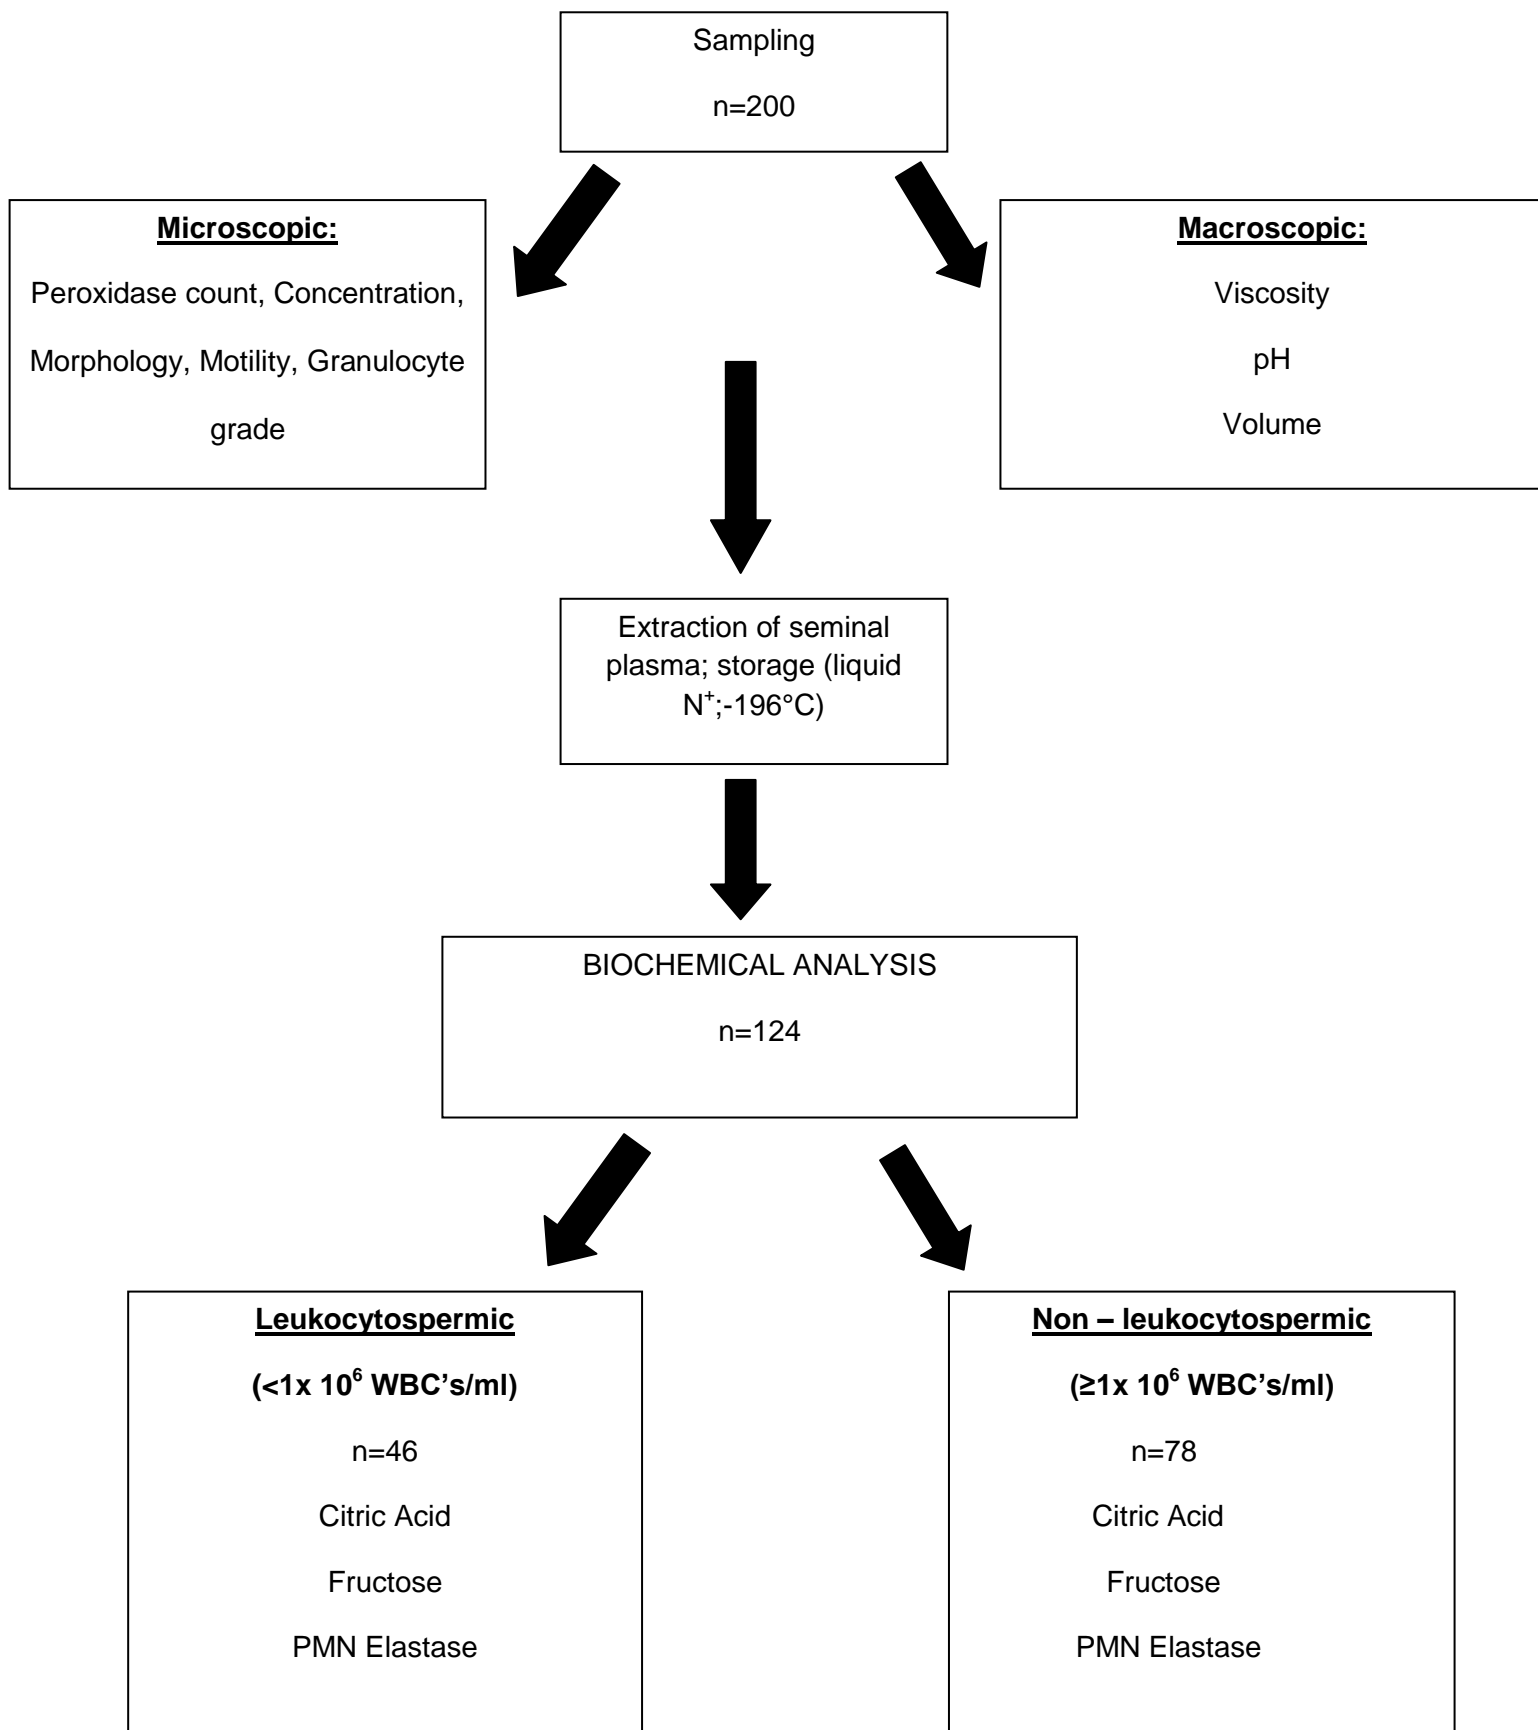 Sampling
n=200
Microscopic:
Peroxidase count, Concentration,
Morphology, Motility, Granulocyte
grade
Macroscopic:
Viscosity
pH
Volume
Extraction of seminal
plasma; storage (liquid
N⁺;-196°C)
BIOCHEMICAL ANALYSIS
n=124
Leukocytospermic
(<1x 10⁶ WBC’s/ml)
n=46
Citric Acid
Fructose
PMN Elastase
Non – leukocytospermic
(≥1x 10⁶ WBC’s/ml)
n=78
Citric Acid
Fructose
PMN Elastase